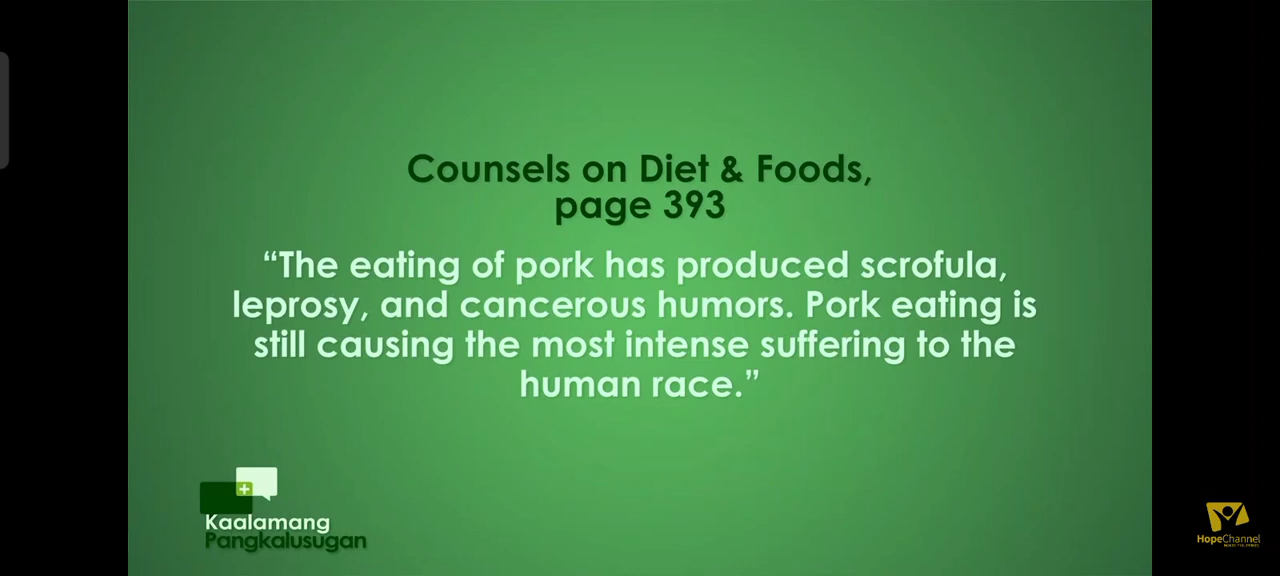 Counsels on Diet & Foods,
page 393
“The eating of pork has produced scrofula,
leprosy, and cancerous humors. Pork eating is
still causing the most intense suffering to the
human race.”
Kaalamang
Pangkalusugan
HopeChannel